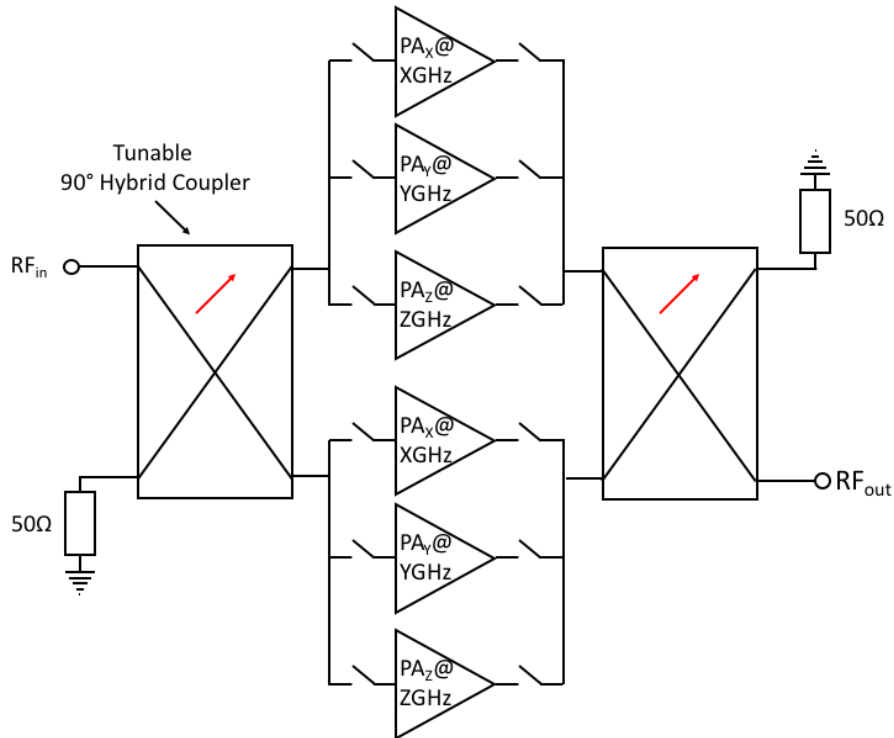 PAX@
XGHz
Tunable
90° Hybrid Coupler
PAY@
YGHz
50Ω
RFin
PAZ@
ZGHz
PAX@
XGHz
RFout
50Ω
PAY@
YGHz
PAZ@
ZGHz